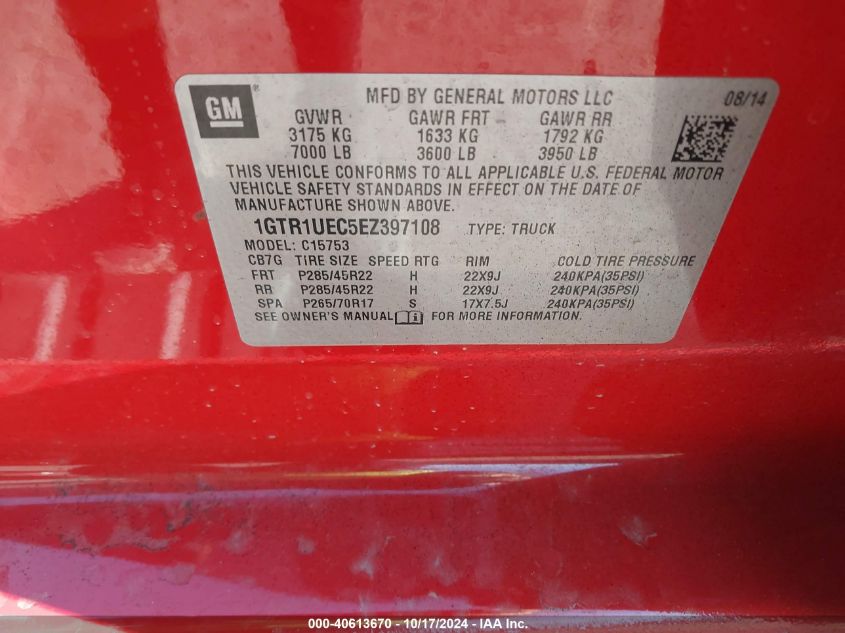 GM ® MFD BY GENERAL MOTORS LLC 08/14
GVWR GAWR FRT GAWR RR
3175 KG 1633 KG 1792 KG
7000 LB 3600 LB 3950 LB
THIS VEHICLE CONFORMS TO ALL APPLICABLE U.S. FEDERAL MOTOR
VEHICLE SAFETY STANDARDS IN EFFECT ON THE DATE OF
MANUFACTURE SHOWN ABOVE.
1GTR1UEC5EZ397108 TYPE: TRUCK
MODEL: C15753
CB7G TIRE SIZE SPEED RTG RIM COLD TIRE PRESSURE
FRT P285/45R22 H 22X9J 240KPA(35PSI)
RR P285/45R22 H 22X9J 240KPA(35PSI)
SPA P265/70R17 S 17X7.5J 240KPA(35PSI)
SEE OWNER'S MANUAL FOR MORE INFORMATION.
000-40613670 - 10/17/2024 - IAA, Inc.